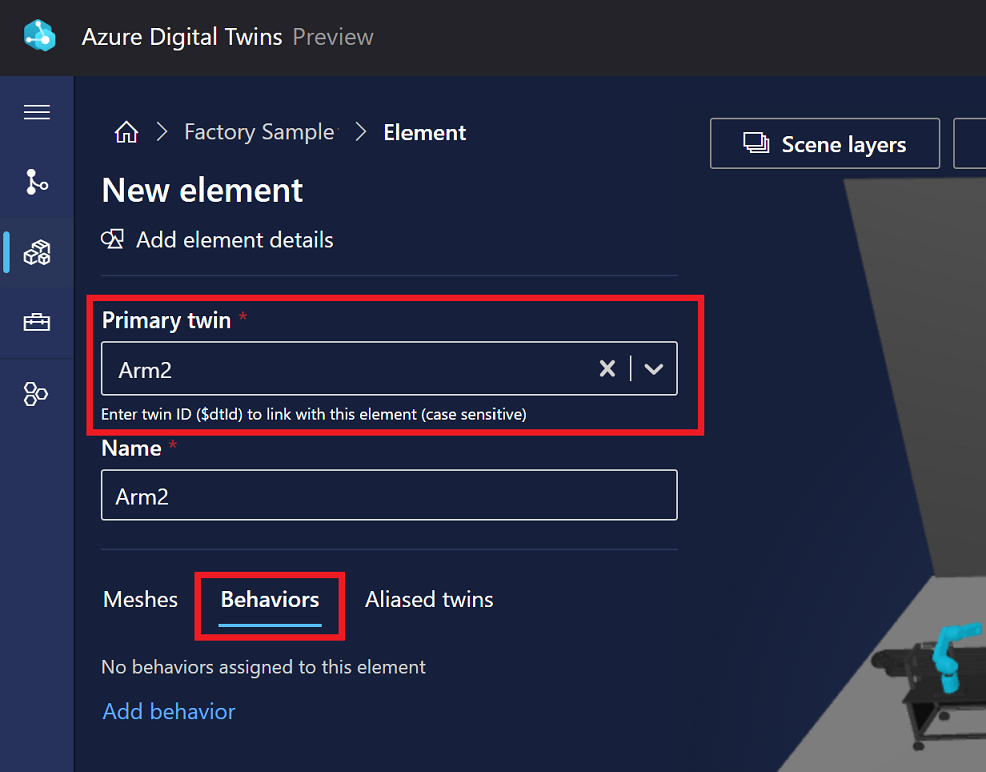 Azure Digital Twins Preview
Factory Sample > Element
Scene layers
New element
Add element details
Primary twin *
Arm2
Enter twin ID ($dtId) to link with this element (case sensitive)
Name *
Arm2
Meshes Behaviors Aliased twins
No behaviors assigned to this element
Add behavior